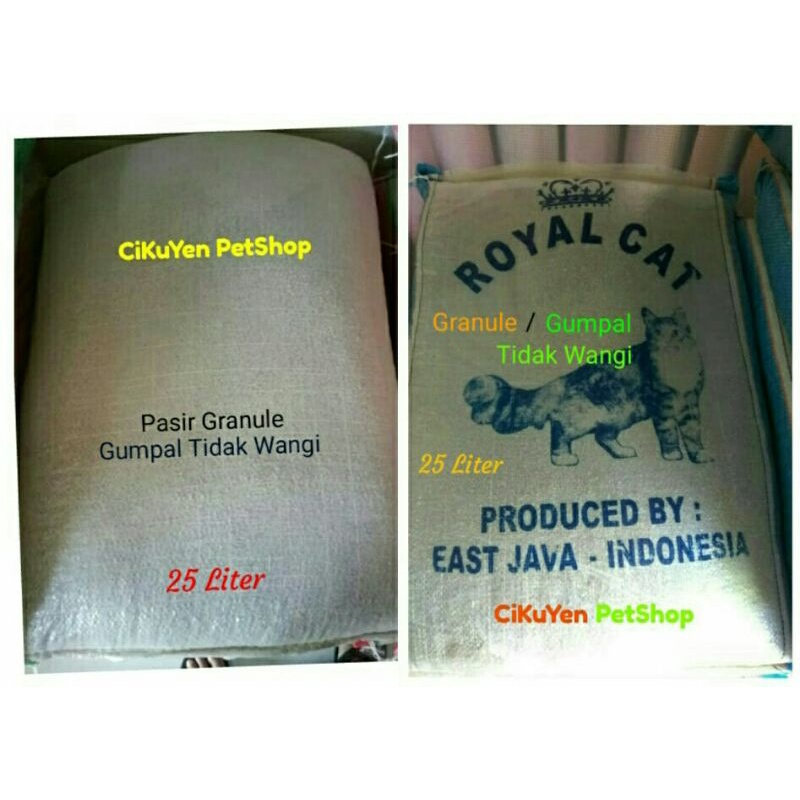 CiKuYen PetShop
Pasir Granule
Gumpal Tidak Wangi
25 Liter
ROYAL CAT
Granule / Gumpal
Tidak Wangi
25 Liter
PRODUCED BY :
EAST JAVA - INDONESIA
CiKuYen PetShop